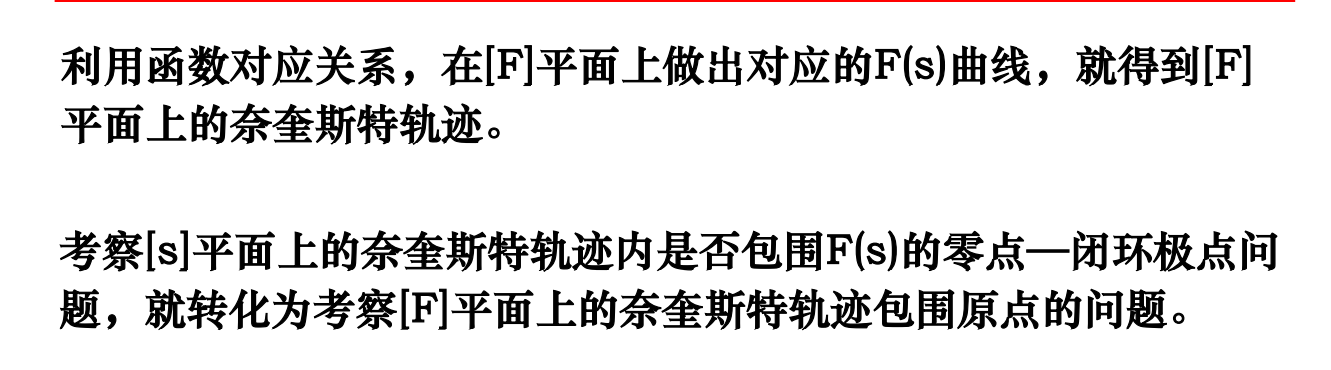 利用函数对应关系，在[F]平面上做出对应的F(s)曲线，就得到[F]
平面上的奈奎斯特轨迹。
考察[s]平面上的奈奎斯特轨迹内是否包围F(s)的零点—闭环极点问
题，就转化为考察[F]平面上的奈奎斯特轨迹包围原点的问题。